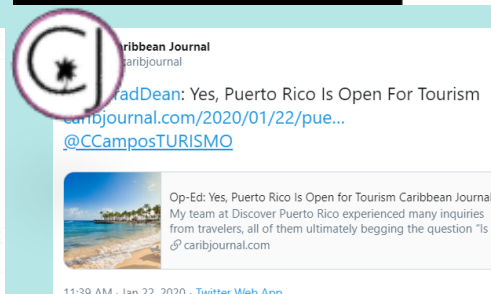 CJ
ribbean Journal
aribjournal
radDean: Yes, Puerto Rico Is Open For Tourism
caribjournal.com/2020/01/22/pue...
@CCamposTURISMO
Op-Ed: Yes, Puerto Rico Is Open for Tourism Caribbean Journal
My team at Discover Puerto Rico experienced many inquiries
from travelers, all of them ultimately begging the question "Is
caribjournal.com
11:39 AM · Jan 22, 2020 · Twitter Web App